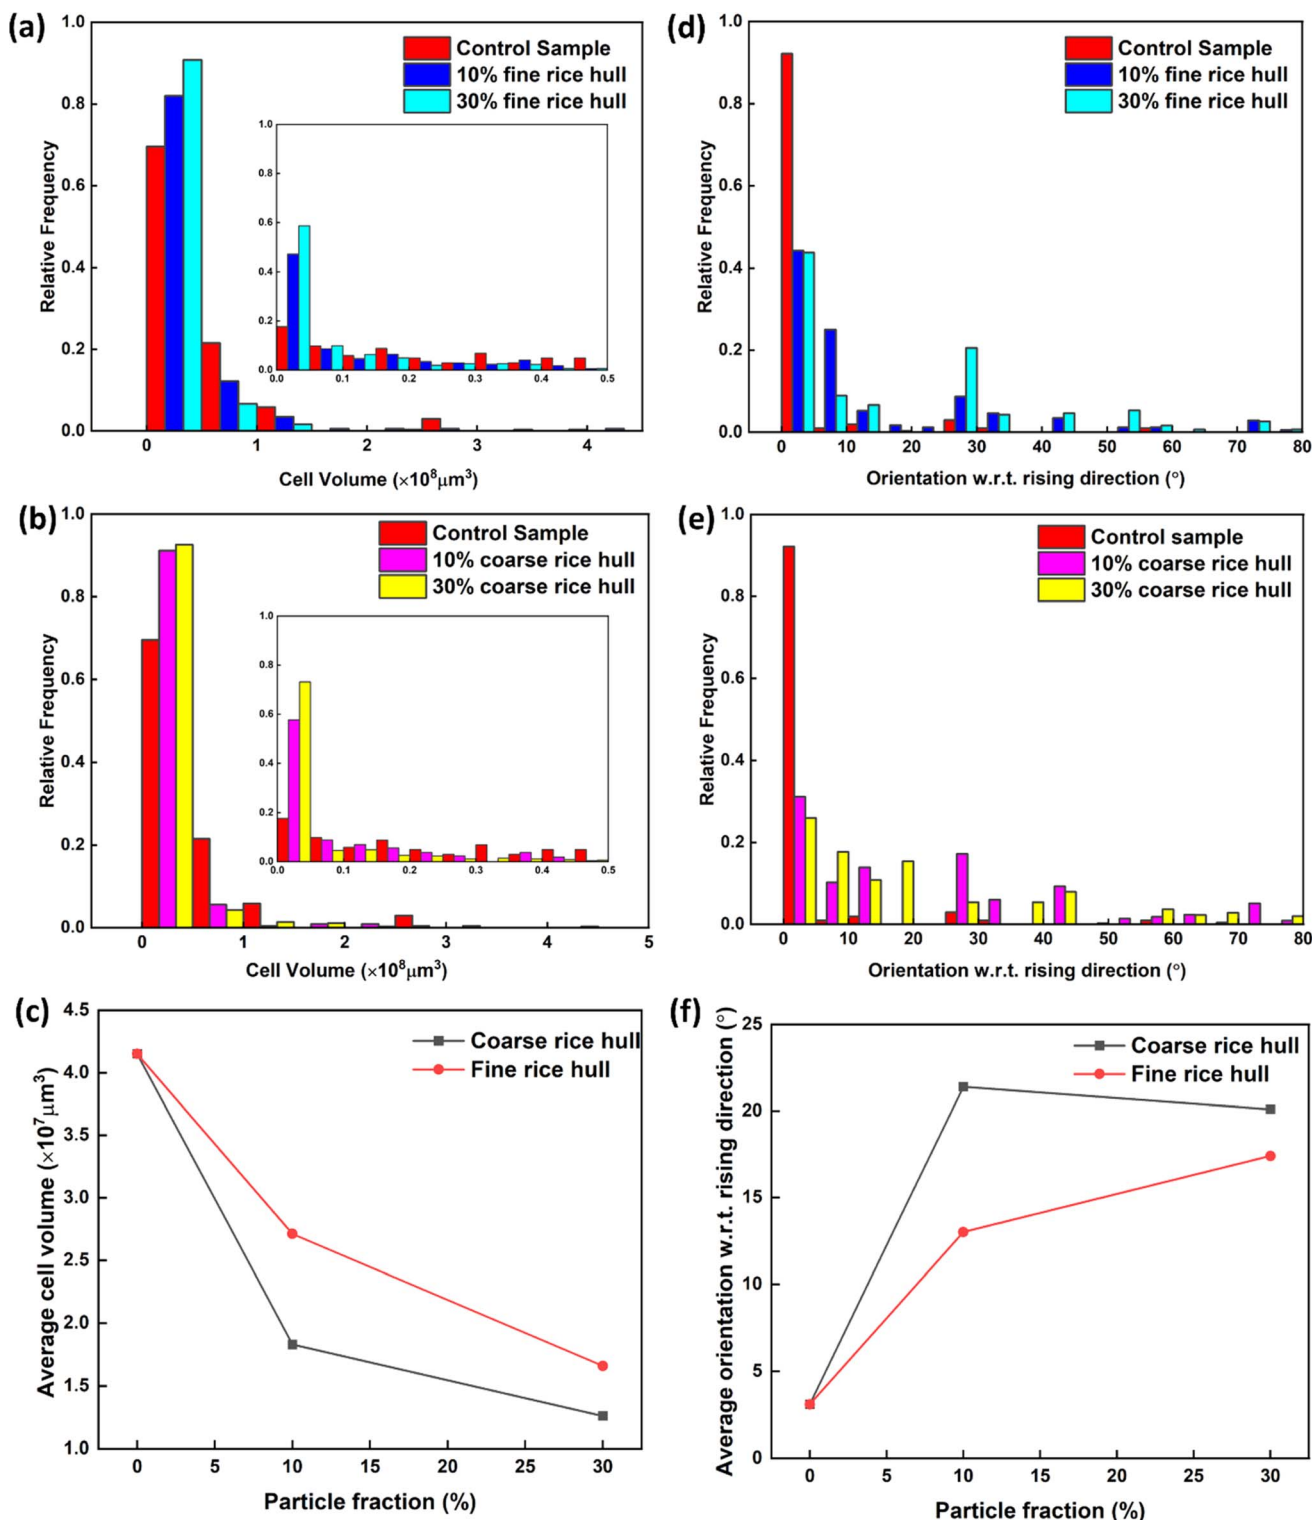 (a)
1.0
0.8
0.6
0.4
0.2
0.0
Relative Frequency
Control Sample
10% fine rice hull
30% fine rice hull
1.0
0.8
0.6
0.4
0.2
0.0
0.0 0.1 0.2 0.3 0.4 0.5
0 1 2 3 4
Cell Volume (×10⁸μm³)
(d)
1.0
0.8
0.6
0.4
0.2
0.0
Relative Frequency
Control Sample
10% fine rice hull
30% fine rice hull
0 10 20 30 40 50 60 70 80
Orientation w.r.t. rising direction (°)
(b)
1.0
0.8
0.6
0.4
0.2
0.0
Relative Frequency
Control Sample
10% coarse rice hull
30% coarse rice hull
1.0
0.8
0.6
0.4
0.2
0.0
0.0 0.1 0.2 0.3 0.4 0.5
0 1 2 3 4 5
Cell Volume (×10⁸μm³)
(e)
1.0
0.8
0.6
0.4
0.2
0.0
Relative Frequency
Control sample
10% coarse rice hull
30% coarse rice hull
0 10 20 30 40 50 60 70 80
Orientation w.r.t. rising direction (°)
(c)
4.5
4.0
3.5
3.0
2.5
2.0
1.5
1.0
Average cell volume (×10⁷μm³)
Coarse rice hull
Fine rice hull
0 5 10 15 20 25 30
Particle fraction (%)
(f)
25
20
15
10
5
0
Average orientation w.r.t. rising direction (°)
Coarse rice hull
Fine rice hull
0 5 10 15 20 25 30
Particle fraction (%)